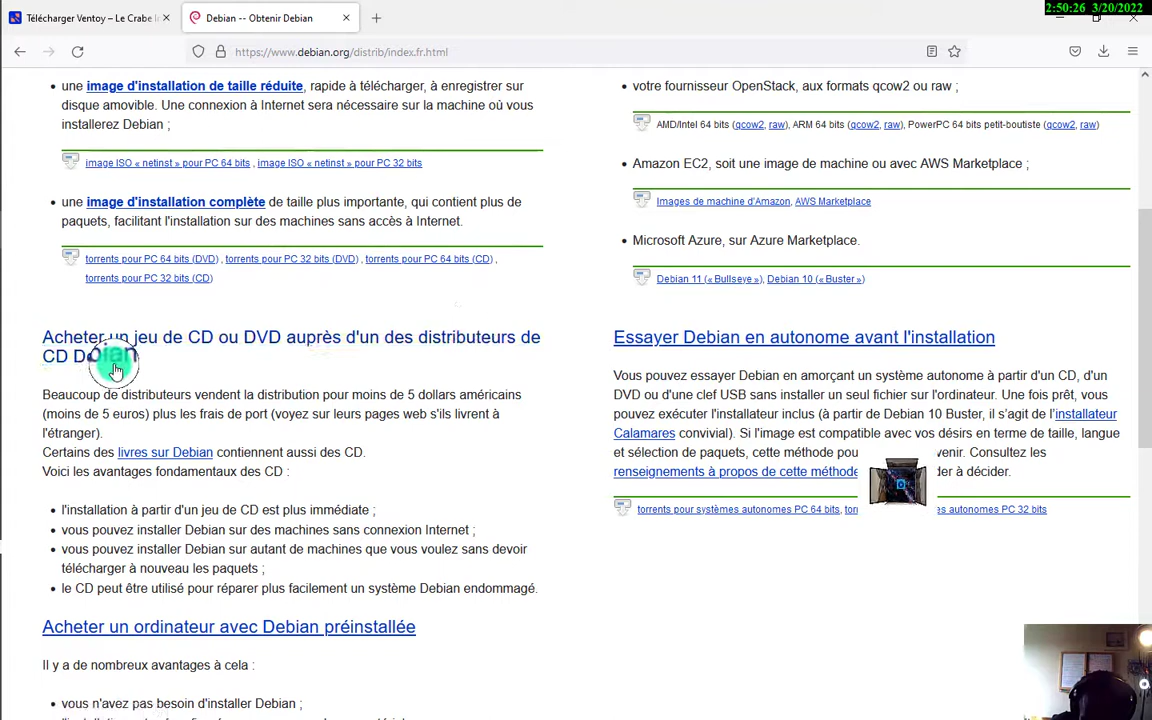 2:50:26 3/20/2022
Télécharger Ventoy – Le Crabe
Debian -- Obtenir Debian
https://www.debian.org/distrib/index.fr.html
une image d'installation de taille réduite, rapide à télécharger, à enregistrer sur
disque amovible. Une connexion à Internet sera nécessaire sur la machine où vous
installerez Debian ;
image ISO « netinst » pour PC 64 bits , image ISO « netinst » pour PC 32 bits
une image d'installation complète de taille plus importante, qui contient plus de
paquets, facilitant l'installation sur des machines sans accès à Internet.
torrents pour PC 64 bits (DVD) , torrents pour PC 32 bits (DVD) , torrents pour PC 64 bits (CD) ,
torrents pour PC 32 bits (CD)
Acheter un jeu de CD ou DVD auprès d'un des distributeurs de
CD
Beaucoup de distributeurs vendent la distribution pour moins de 5 dollars américains
(moins de 5 euros) plus les frais de port (voyez sur leurs pages web s'ils livrent à
l'étranger).
Certains des livres sur Debian contiennent aussi des CD.
Voici les avantages fondamentaux des CD :
l'installation à partir d'un jeu de CD est plus immédiate ;
vous pouvez installer Debian sur des machines sans connexion Internet ;
vous pouvez installer Debian sur autant de machines que vous voulez sans devoir
télécharger à nouveau les paquets ;
le CD peut être utilisé pour réparer plus facilement un système Debian endommagé.
Acheter un ordinateur avec Debian préinstallée
Il y a de nombreux avantages à cela :
vous n'avez pas besoin d'installer Debian ;
votre fournisseur OpenStack, aux formats qcow2 ou raw ;
AMD/Intel 64 bits (qcow2, raw), ARM 64 bits (qcow2, raw), PowerPC 64 bits petit-boutiste (qcow2, raw)
Amazon EC2, soit une image de machine ou avec AWS Marketplace ;
Images de machine d'Amazon, AWS Marketplace
Microsoft Azure, sur Azure Marketplace.
Debian 11 (« Bullseye »), Debian 10 (« Buster »)
Essayer Debian en autonome avant l'installation
Vous pouvez essayer Debian en amorçant un système autonome à partir d'un CD, d'un
DVD ou d'une clef USB sans installer un seul fichier sur l'ordinateur. Une fois prêt, vous
pouvez exécuter l'installateur inclus (à partir de Debian 10 Buster, il s'agit de l'installateur
Calamares convivial). Si l'image est compatible avec vos désirs en terme de taille, langue
et sélection de paquets, cette méthode pou venir. Consultez les
renseignements à propos de cette méthode der à décider.
torrents pour systèmes autonomes PC 64 bits, tor es autonomes PC 32 bits